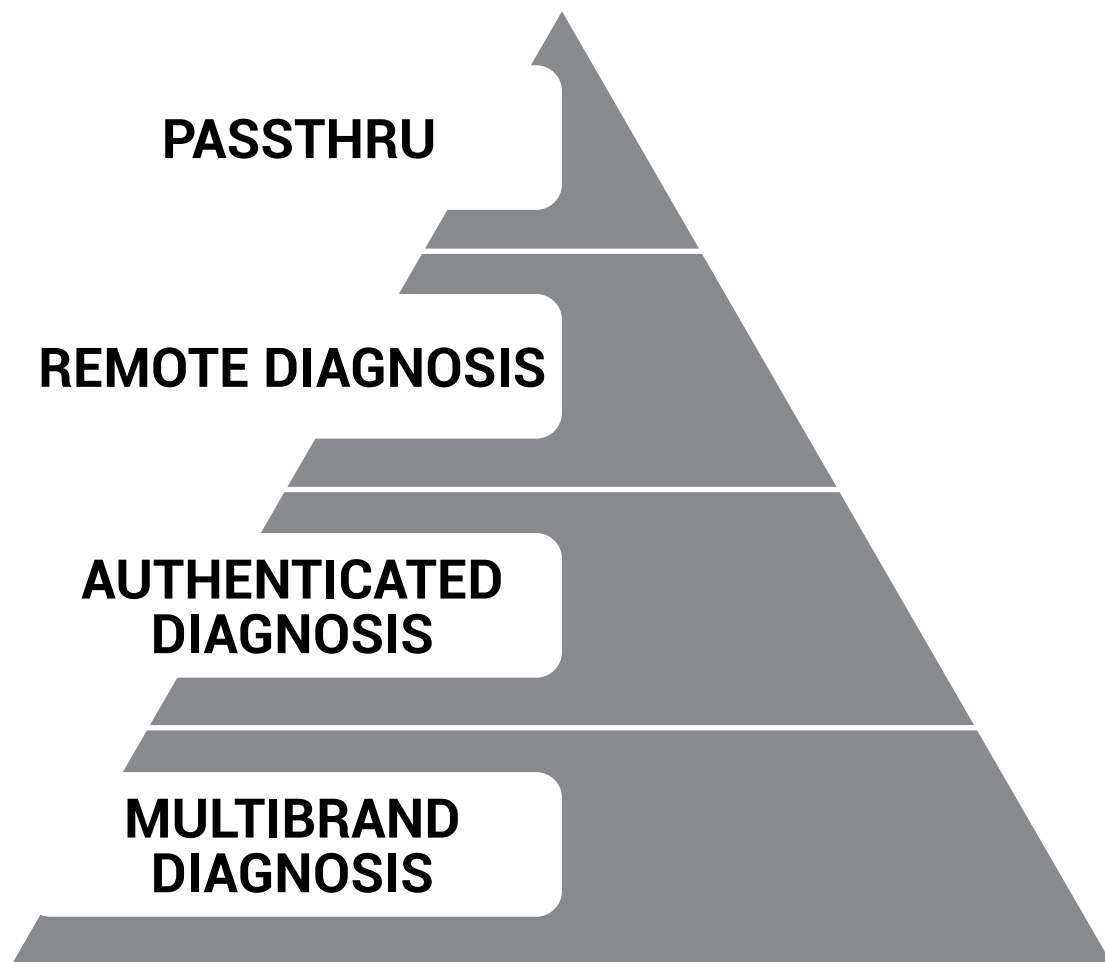 PASSTHRU
REMOTE DIAGNOSIS
AUTHENTICATED
DIAGNOSIS
MULTIBRAND
DIAGNOSIS